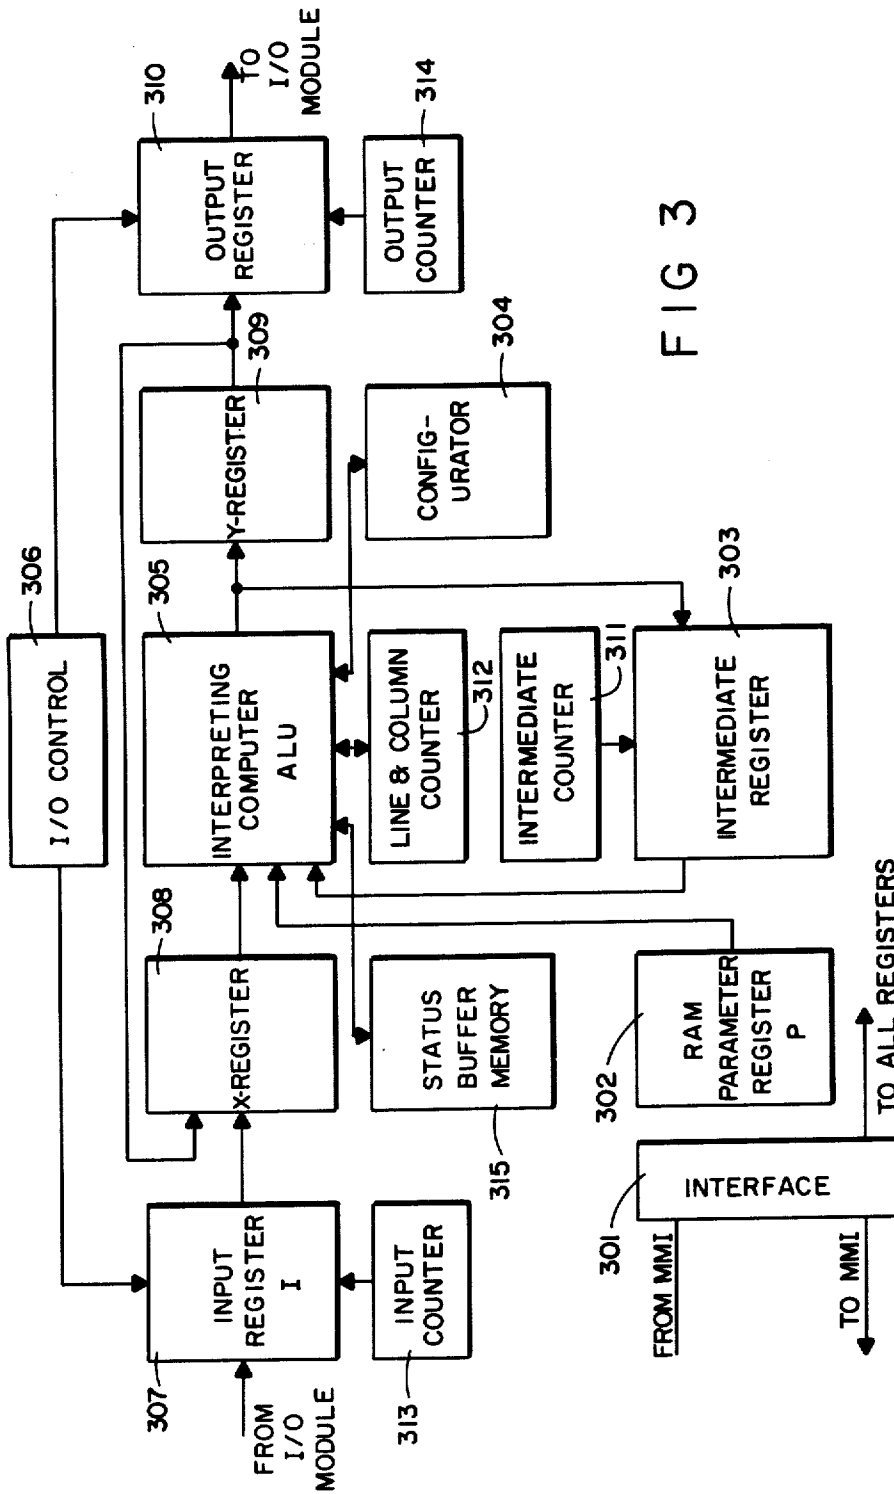 306
I/O CONTROL
307
INPUT
REGISTER
I
FROM
I/O
MODULE
308
X-REGISTER
305
INTERPRETING
COMPUTER
ALU
309
Y-REGISTER
310
OUTPUT
REGISTER
TO
I/O
MODULE
313
INPUT
COUNTER
315
STATUS
BUFFER
MEMORY
LINE & COLUMN
COUNTER
312
304
CONFIG-
URATOR
314
OUTPUT
COUNTER
INTERMEDIATE
COUNTER
311
303
INTERMEDIATE
REGISTER
302
RAM
PARAMETER
REGISTER
P
301
INTERFACE
FROM MMI
TO MMI
TO ALL REGISTERS
FIG 3